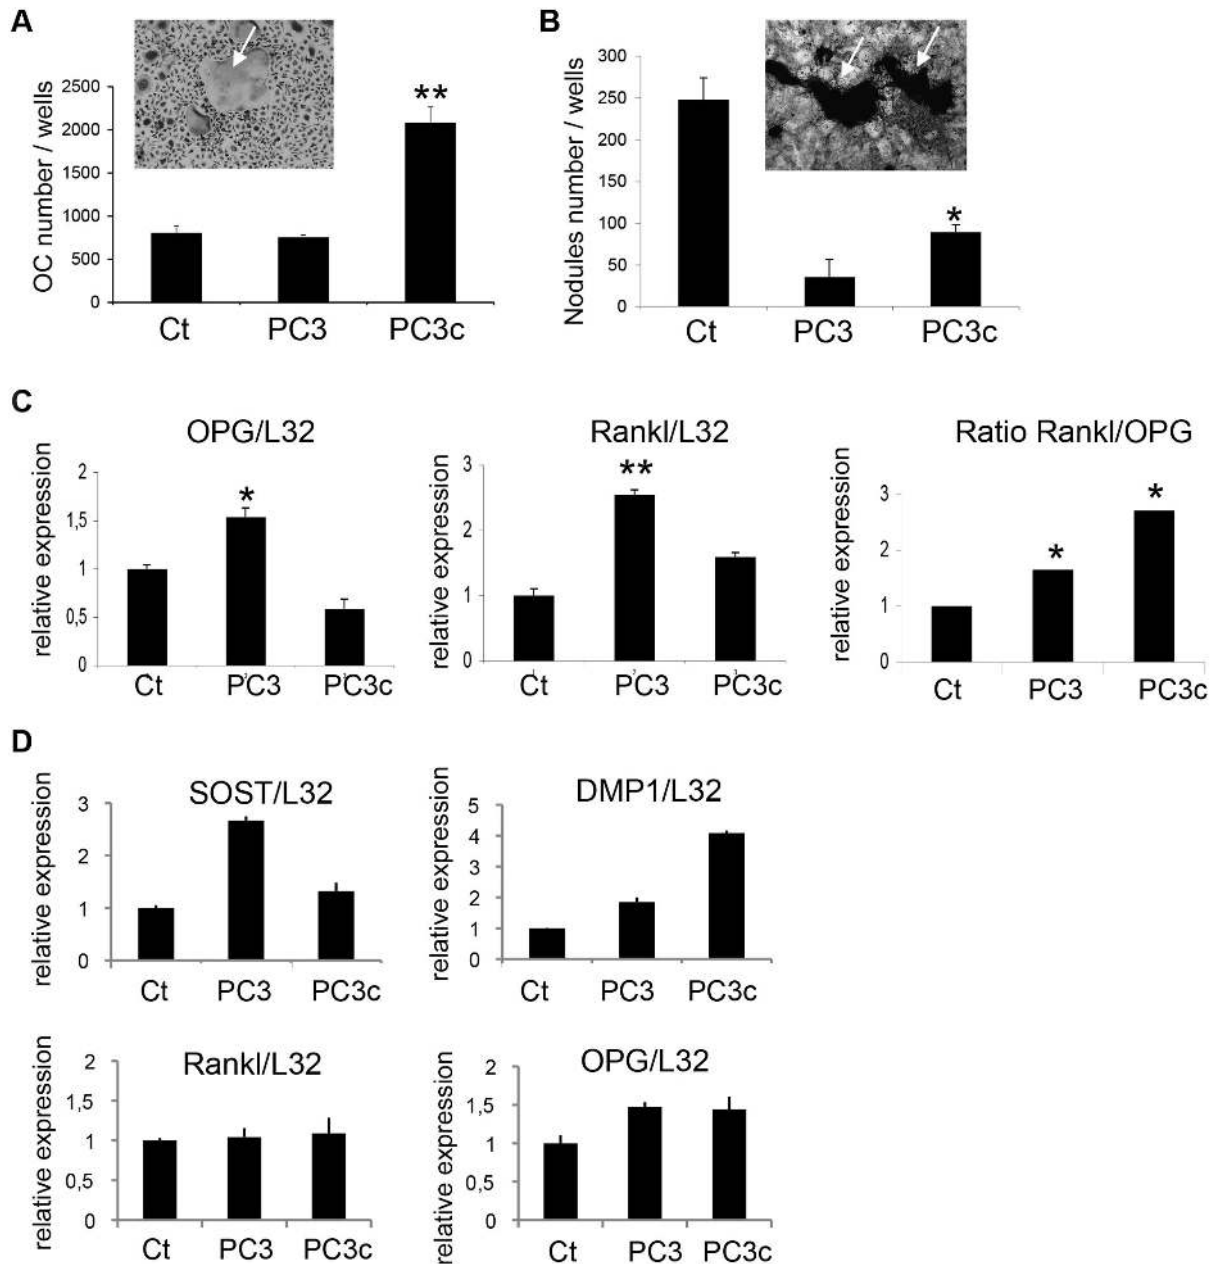 A
OC number / wells
2500
2000
1500
1000
500
0
**
Ct PC3 PC3c
B
Nodules number / wells
300
250
200
150
100
50
0
*
Ct PC3 PC3c
C
OPG/L32
relative expression
2
1,5
1
0,5
0
*
Ct PC3 PC3c
Rankl/L32
relative expression
3
2
1
0
**
Ct PC3 PC3c
Ratio Rankl/OPG
relative expression
3
2
1
0
*
*
Ct PC3 PC3c
D
SOST/L32
relative expression
3
2
1
0
Ct PC3 PC3c
DMP1/L32
relative expression
5
4
3
2
1
0
Ct PC3 PC3c
Rankl/L32
relative expression
2
1,5
1
0,5
0
Ct PC3 PC3c
OPG/L32
relative expression
2
1,5
1
0,5
0
Ct PC3 PC3c